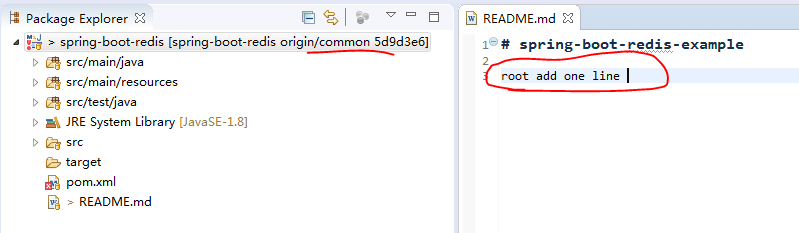 Package Explorer
> spring-boot-redis [spring-boot-redis origin/common 5d9d3e6]
src/main/java
src/main/resources
src/test/java
JRE System Library [JavaSE-1.8]
src
target
pom.xml
> README.md
README.md
1 # spring-boot-redis-example
2
3 root add one line